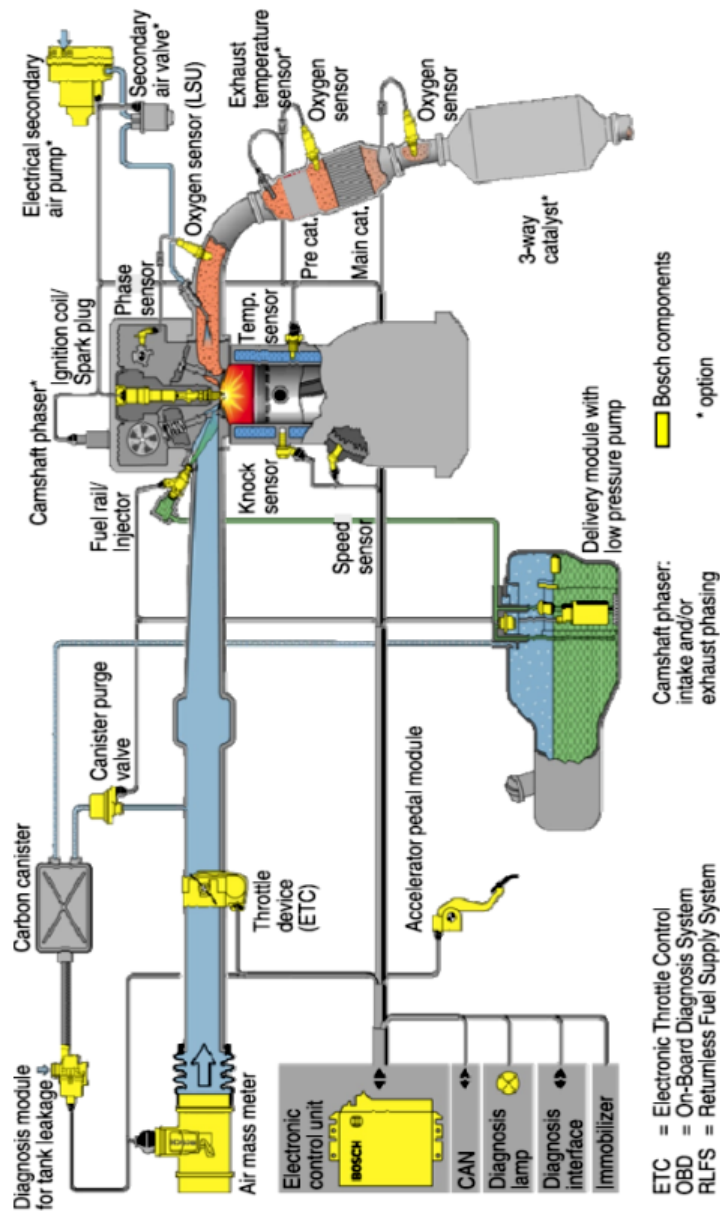 Diagnosis module
for tank leakage
Carbon canister
Canister purge
valve
Fuel rail/
Injector
Camshaft phaser*
Ignition coil/
Spark plug
Phase
sensor
Electrical secondary
air pump*
Secondary
air valve*
Oxygen sensor (LSU)
Exhaust
temperature
sensor*
Oxygen
sensor
Oxygen
sensor
Air mass meter
Throttle
device
(ETC)
Knock
sensor
Speed
sensor
Temp.
sensor
Pre cat.
Main cat.
3-way
catalyst*
Electronic
control unit
BOSCH
CAN
Diagnosis
lamp
Diagnosis
interface
Immobilizer
Accelerator pedal module
Delivery module with
low pressure pump
ETC = Electronic Throttle Control
OBD = On-Board Diagnosis System
RLFS = Returnless Fuel Supply System
Camshaft phaser:
intake and/or
exhaust phasing
Bosch components
* option